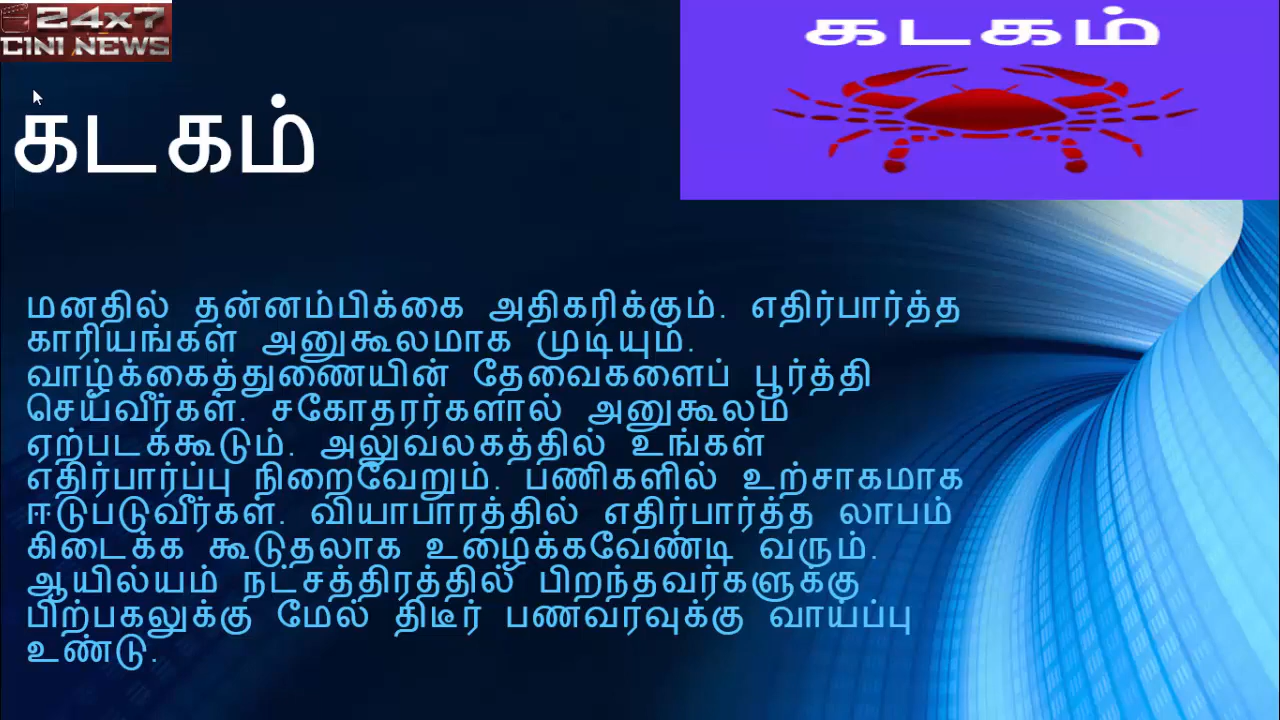 24x7
CINI NEWS
கடகம்
கடகம்
மனதில் தன்னம்பிக்கை அதிகரிக்கும். எதிர்பார்த்த
காரியங்கள் அனுகூலமாக முடியும்.
வாழ்க்கைத்துணையின் தேவைகளைப் பூர்த்தி
செய்வீர்கள். சகோதரர்களால் அனுகூலம்
ஏற்படக்கூடும். அலுவலகத்தில் உங்கள்
எதிர்பார்ப்பு நிறைவேறும். பணிகளில் உற்சாகமாக
ஈடுபடுவீர்கள். வியாபாரத்தில் எதிர்பார்த்த லாபம்
கிடைக்க கூடுதலாக உழைக்கவேண்டி வரும்.
ஆயில்யம் நட்சத்திரத்தில் பிறந்தவர்களுக்கு
பிற்பகலுக்கு மேல் திடீர் பணவரவுக்கு வாய்ப்பு
உண்டு.